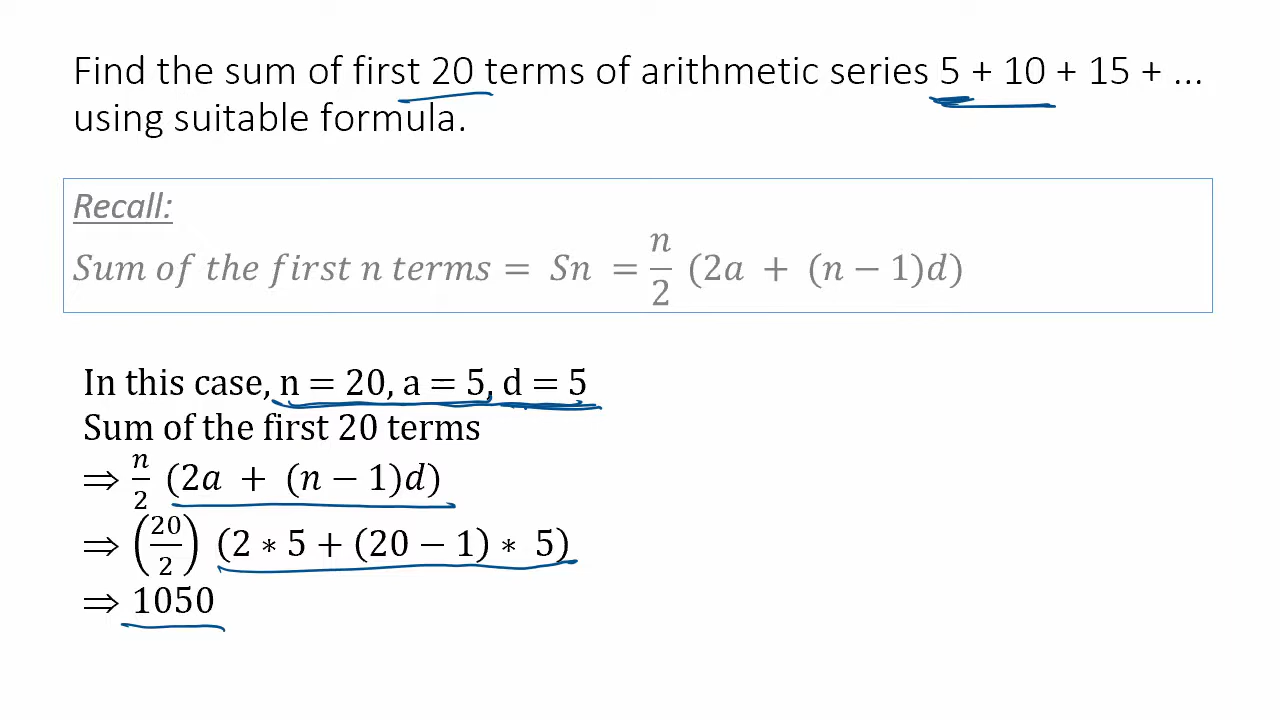 Find the sum of first 20 terms of arithmetic series 5 + 10 + 15 + ...
using suitable formula.
Recall:
Sum of the first n terms = Sn = n/2 (2a + (n − 1)d)
In this case, n = 20, a = 5, d = 5
Sum of the first 20 terms
⇒ n/2 (2a + (n − 1)d)
⇒ (20/2) (2 ∗ 5 + (20 − 1) ∗ 5)
⇒ 1050